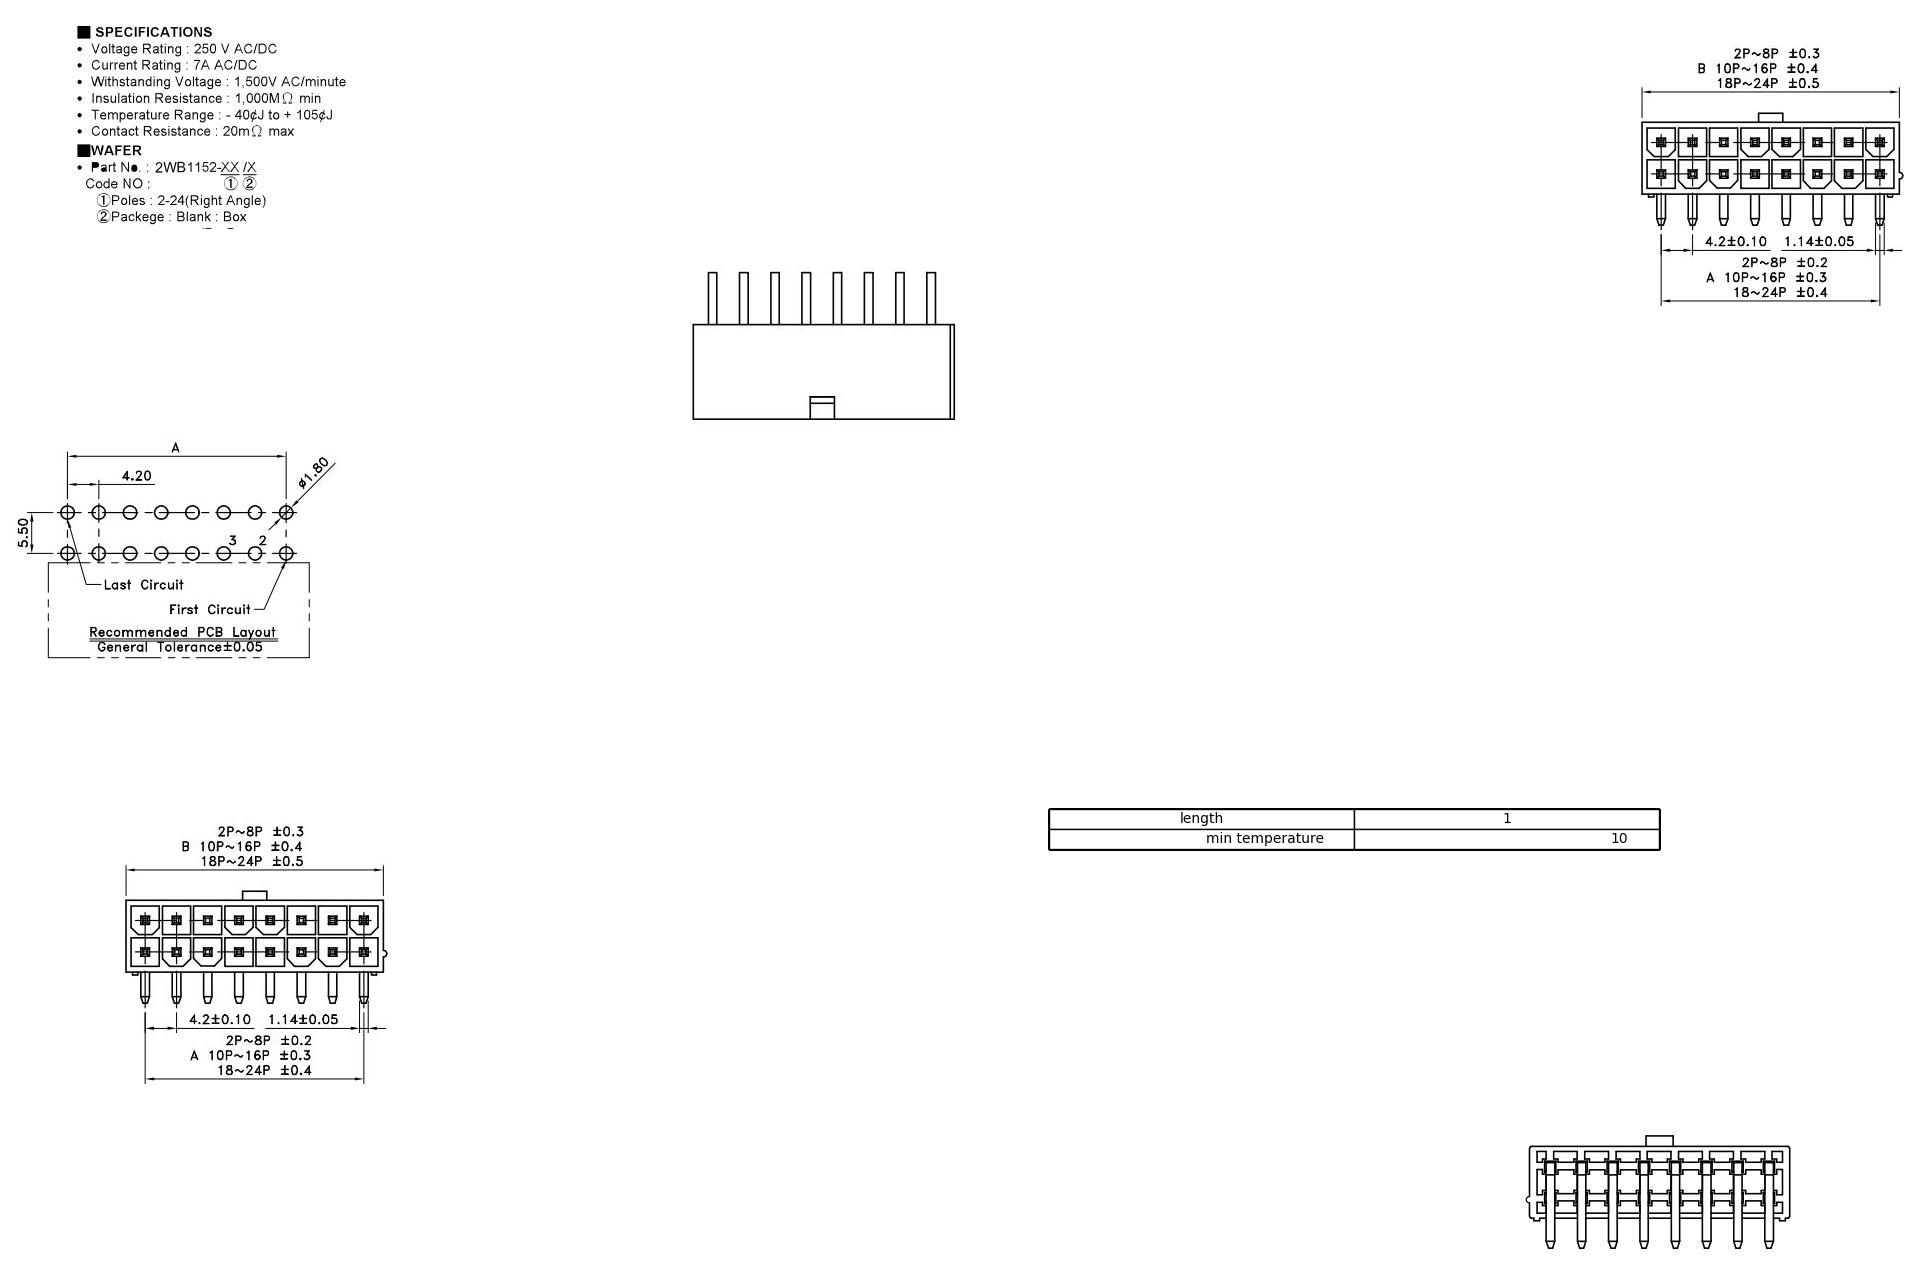 ■ SPECIFICATIONS
• Voltage Rating : 250 V AC/DC
• Current Rating : 7A AC/DC
• Withstanding Voltage : 1,500V AC/minute
• Insulation Resistance : 1,000MΩ min
• Temperature Range : - 40¢J to + 105¢J
• Contact Resistance : 20mΩ max
■WAFER
• Part No. : 2WB1152-XX /X
Code NO : ① ②
①Poles : 2-24(Right Angle)
②Packege : Blank : Box
2P~8P ±0.3
B 10P~16P ±0.4
18P~24P ±0.5
4.2±0.10 1.14±0.05
2P~8P ±0.2
A 10P~16P ±0.3
18~24P ±0.4
A
4.20
ø1.80
5.50
3 2
Last Circuit
First Circuit
Recommended PCB Layout
General Tolerance±0.05
length 1
min temperature 10
2P~8P ±0.3
B 10P~16P ±0.4
18P~24P ±0.5
4.2±0.10 1.14±0.05
2P~8P ±0.2
A 10P~16P ±0.3
18~24P ±0.4